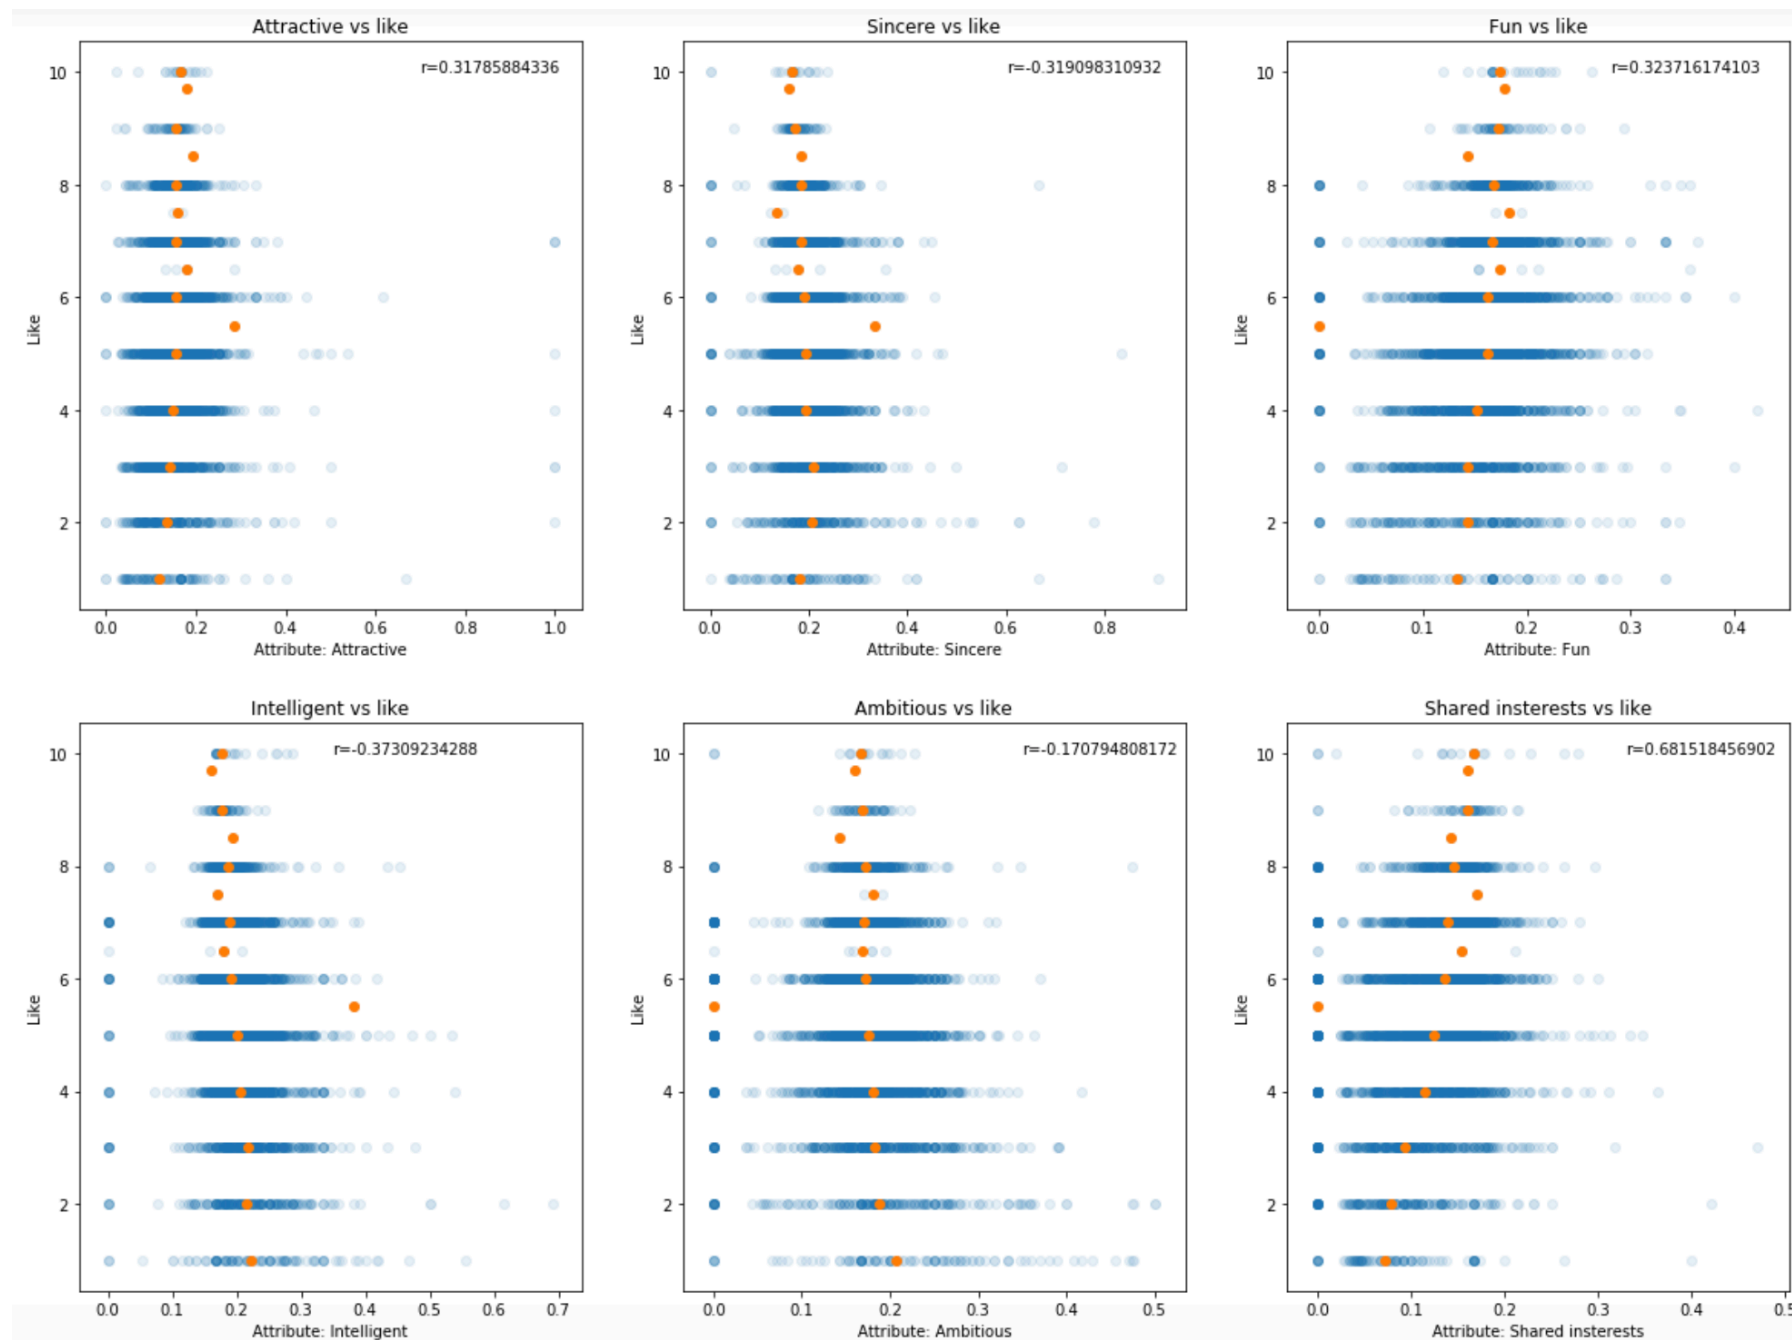 Attractive vs like
r=0.31785884336
10
8
6
4
2
Like
0.0 0.2 0.4 0.6 0.8 1.0
Attribute: Attractive
Sincere vs like
r=-0.319098310932
10
8
6
4
2
Like
0.0 0.2 0.4 0.6 0.8
Attribute: Sincere
Fun vs like
r=0.323716174103
10
8
6
4
2
Like
0.0 0.1 0.2 0.3 0.4
Attribute: Fun
Intelligent vs like
r=-0.37309234288
10
8
6
4
2
Like
0.0 0.1 0.2 0.3 0.4 0.5 0.6 0.7
Attribute: Intelligent
Ambitious vs like
r=-0.170794808172
10
8
6
4
2
Like
0.0 0.1 0.2 0.3 0.4 0.5
Attribute: Ambitious
Shared insterests vs like
r=0.681518456902
10
8
6
4
2
Like
0.0 0.1 0.2 0.3 0.4
Attribute: Shared insterests